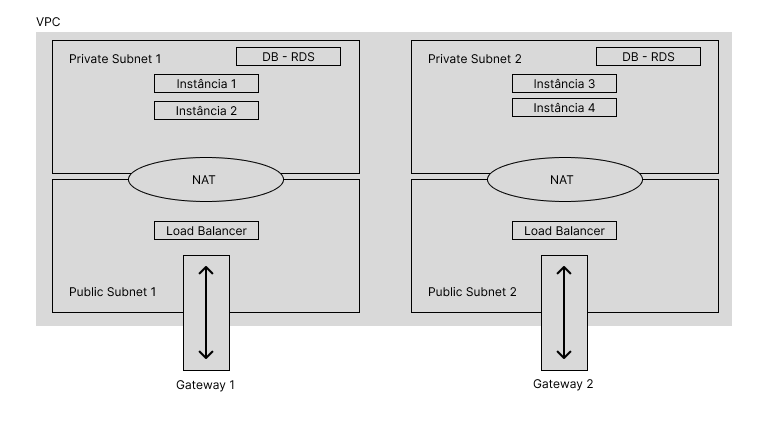 VPC
Private Subnet 1
DB - RDS
Instância 1
Instância 2
NAT
Load Balancer
Public Subnet 1
Gateway 1
Private Subnet 2
DB - RDS
Instância 3
Instância 4
NAT
Load Balancer
Public Subnet 2
Gateway 2